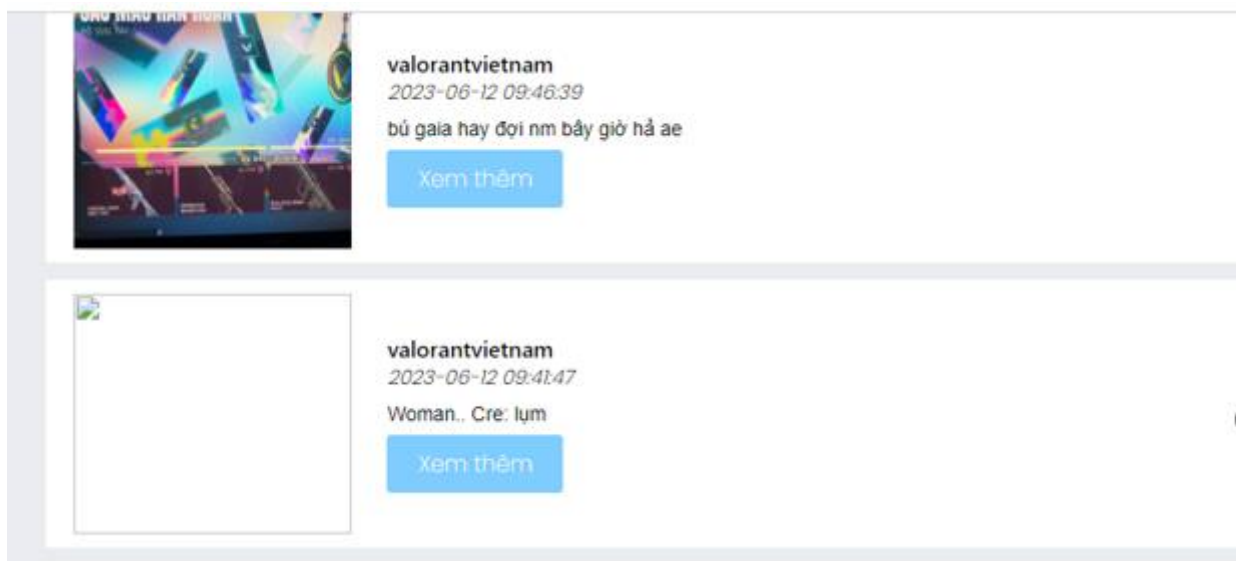 valorantvietnam
2023-06-12 09:46:39
bú gaia hay đợi nm bây giờ hả ae
Xem thêm
valorantvietnam
2023-06-12 09:41:47
Woman.. Cre: lụm
Xem thêm